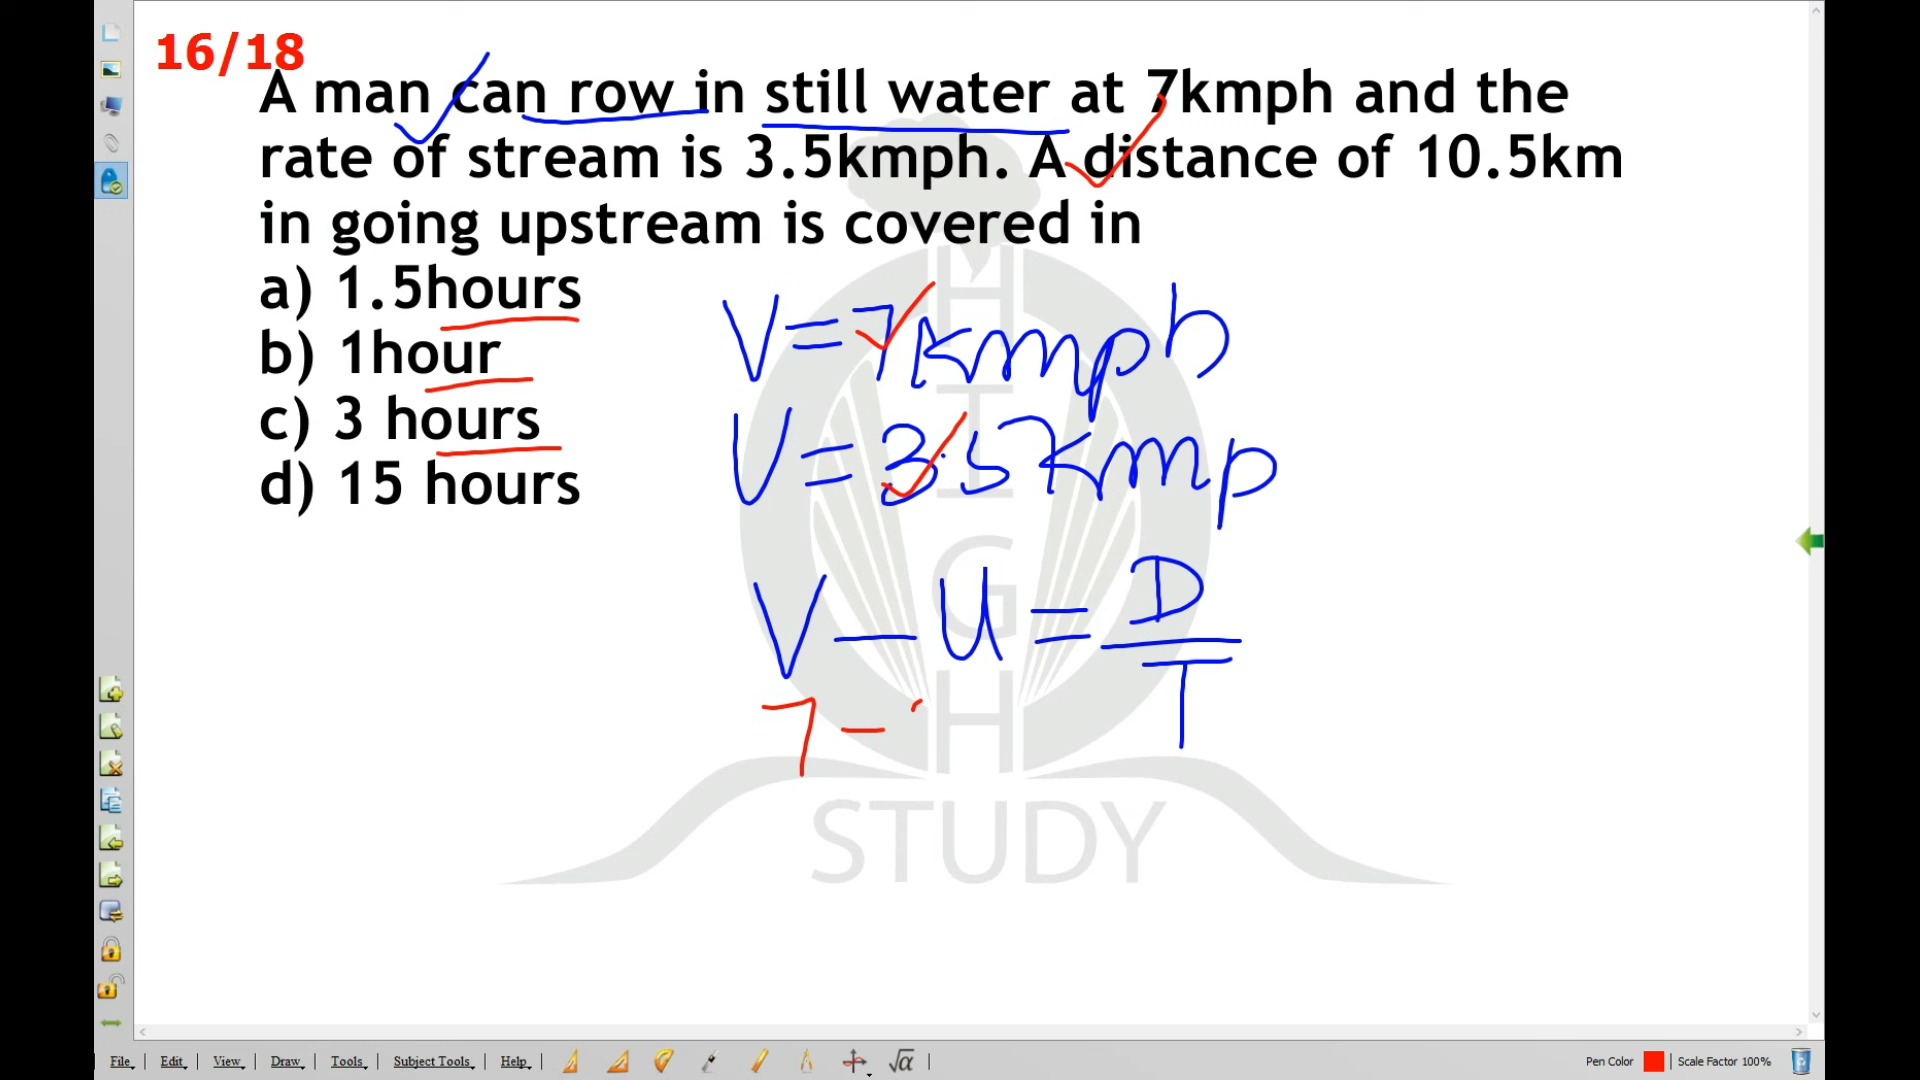 16/18
A man can row in still water at 7kmph and the
rate of stream is 3.5kmph. A distance of 10.5km
in going upstream is covered in
a) 1.5hours
b) 1hour
c) 3 hours
d) 15 hours
V=7kmph
U=3.5kmp
V-U=D/T
7-
HIGH
STUDY
File Edit View Draw Tools Subject Tools Help √α Pen Color Scale Factor 100%